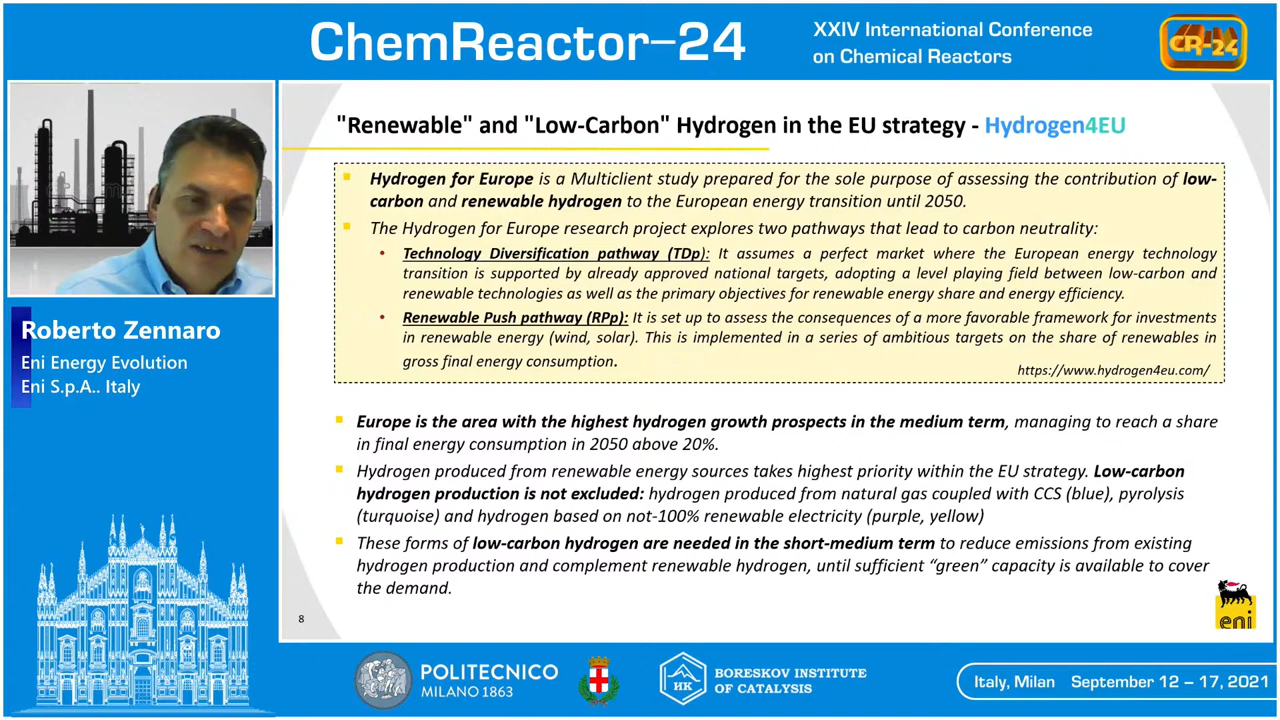 ChemReactor–24
XXIV International Conference
on Chemical Reactors
CR-24
"Renewable" and "Low-Carbon" Hydrogen in the EU strategy - Hydrogen4EU
Hydrogen for Europe is a Multiclient study prepared for the sole purpose of assessing the contribution of low-
carbon and renewable hydrogen to the European energy transition until 2050.
The Hydrogen for Europe research project explores two pathways that lead to carbon neutrality:
Technology Diversification pathway (TDp): It assumes a perfect market where the European energy technology
transition is supported by already approved national targets, adopting a level playing field between low-carbon and
renewable technologies as well as the primary objectives for renewable energy share and energy efficiency.
Renewable Push pathway (RPp): It is set up to assess the consequences of a more favorable framework for investments
in renewable energy (wind, solar). This is implemented in a series of ambitious targets on the share of renewables in
gross final energy consumption.
https://www.hydrogen4eu.com/
Roberto Zennaro
Eni Energy Evolution
Eni S.p.A.. Italy
Europe is the area with the highest hydrogen growth prospects in the medium term, managing to reach a share
in final energy consumption in 2050 above 20%.
Hydrogen produced from renewable energy sources takes highest priority within the EU strategy. Low-carbon
hydrogen production is not excluded: hydrogen produced from natural gas coupled with CCS (blue), pyrolysis
(turquoise) and hydrogen based on not-100% renewable electricity (purple, yellow)
These forms of low-carbon hydrogen are needed in the short-medium term to reduce emissions from existing
hydrogen production and complement renewable hydrogen, until sufficient “green” capacity is available to cover
the demand.
8
eni
POLITECNICO
MILANO 1863
НК
BORESKOV INSTITUTE
OF CATALYSIS
Italy, Milan September 12 – 17, 2021